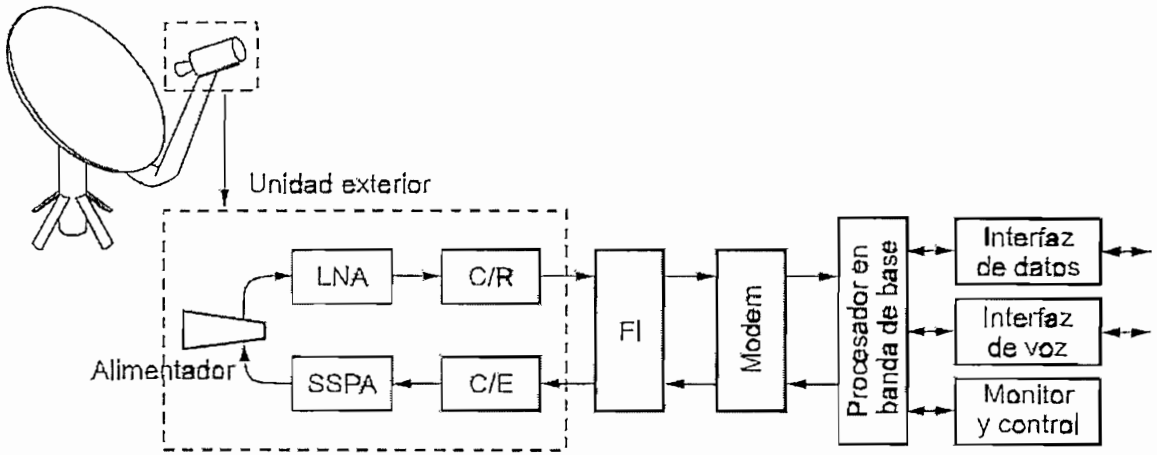 Unidad exterior
LNA
C/R
Alimentador
SSPA
C/E
FI
Modem
Procesador en
banda de base
Interfaz
de datos
Interfaz
de voz
Monitor
y control